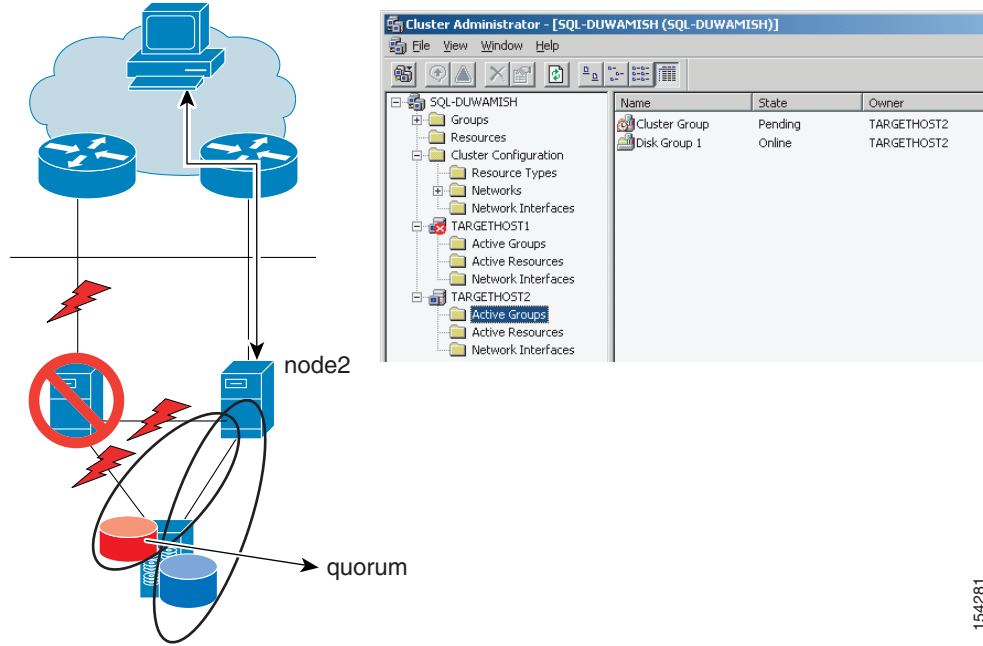 Cluster Administrator - [SQL-DUWAMISH (SQL-DUWAMISH)]
File View Window Help
SQL-DUWAMISH
Groups
Resources
Cluster Configuration
Resource Types
Networks
Network Interfaces
TARGETHOST1
Active Groups
Active Resources
Network Interfaces
TARGETHOST2
Active Groups
Active Resources
Network Interfaces
Name State Owner
Cluster Group Pending TARGETHOST2
Disk Group 1 Online TARGETHOST2
node2
quorum
154281